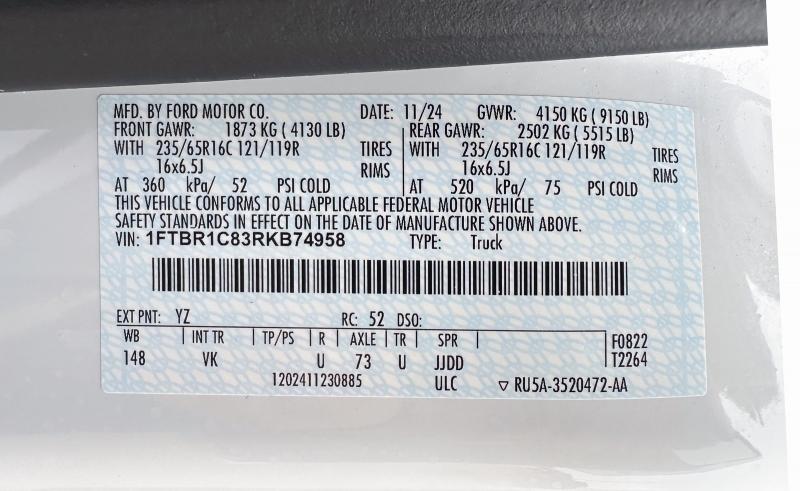 MFD. BY FORD MOTOR CO. DATE: 11/24 GVWR: 4150 KG ( 9150 LB)
FRONT GAWR: 1873 KG ( 4130 LB) REAR GAWR: 2502 KG ( 5515 LB)
WITH 235/65R16C 121/119R TIRES WITH 235/65R16C 121/119R TIRES
16x6.5J RIMS 16x6.5J RIMS
AT 360 kPa/ 52 PSI COLD AT 520 kPa/ 75 PSI COLD
THIS VEHICLE CONFORMS TO ALL APPLICABLE FEDERAL MOTOR VEHICLE
SAFETY STANDARDS IN EFFECT ON THE DATE OF MANUFACTURE SHOWN ABOVE.
VIN: 1FTBR1C83RKB74958 TYPE: Truck
EXT PNT: YZ RC: 52 DSO:
WB | INT TR | TP/PS | R | AXLE | TR | SPR F0822
148 VK U 73 U JJDD T2264
1202411230885 ULC ▽ RU5A-3520472-AA